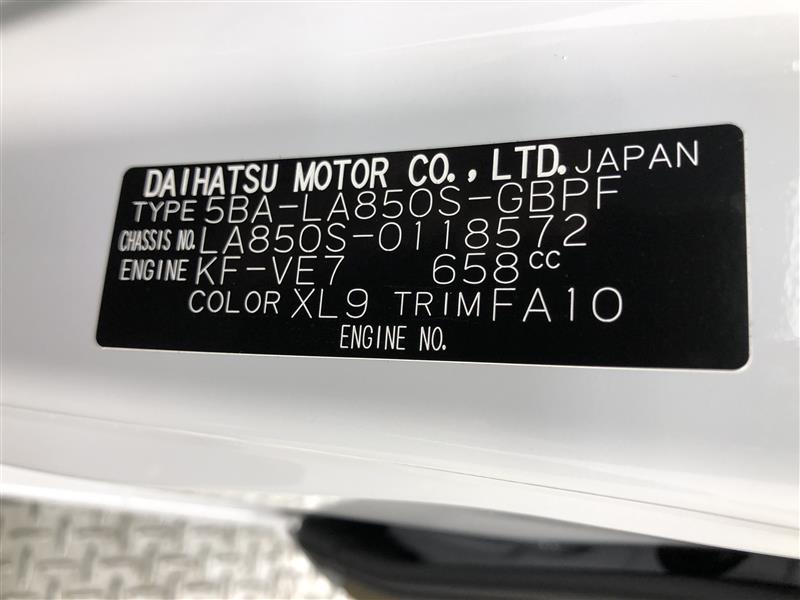 DAIHATSU MOTOR CO., LTD. JAPAN
TYPE 5BA-LA850S-GBPF
CHASSIS NO. LA850S-0118572
ENGINE KF-VE7 658cc
COLOR XL9 TRIM FA10
ENGINE NO.